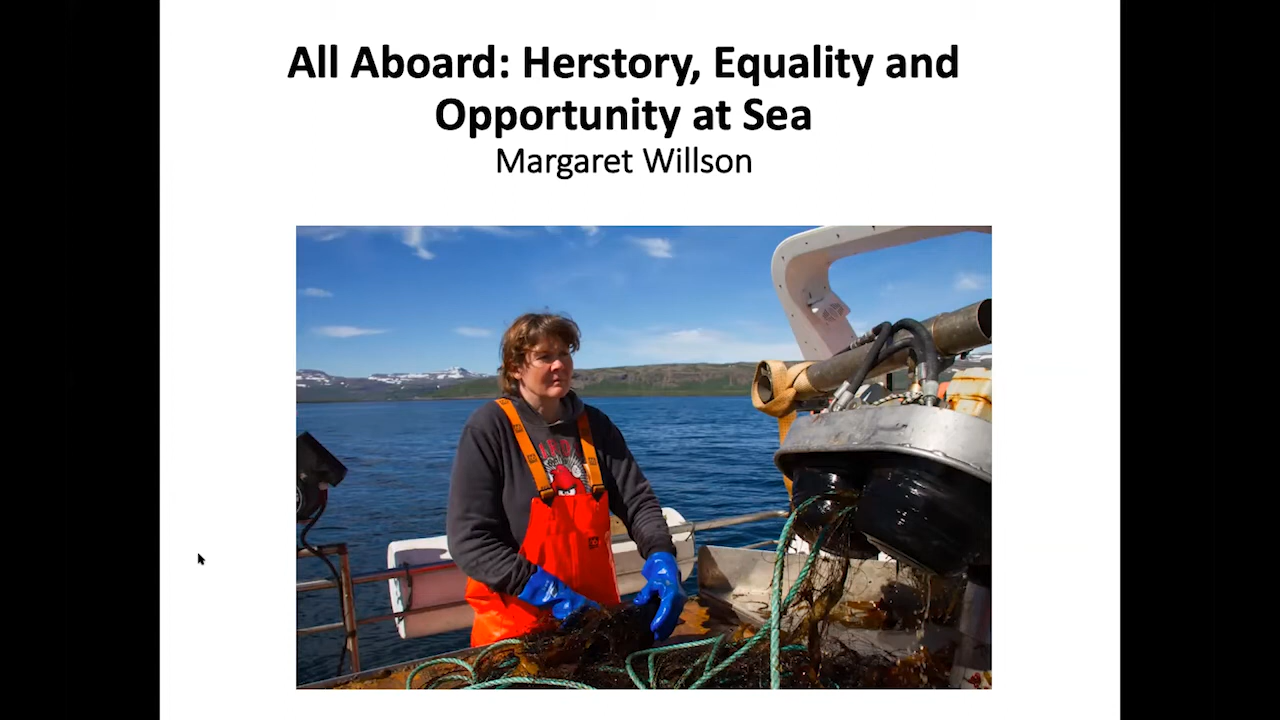 All Aboard: Herstory, Equality and
Opportunity at Sea
Margaret Willson